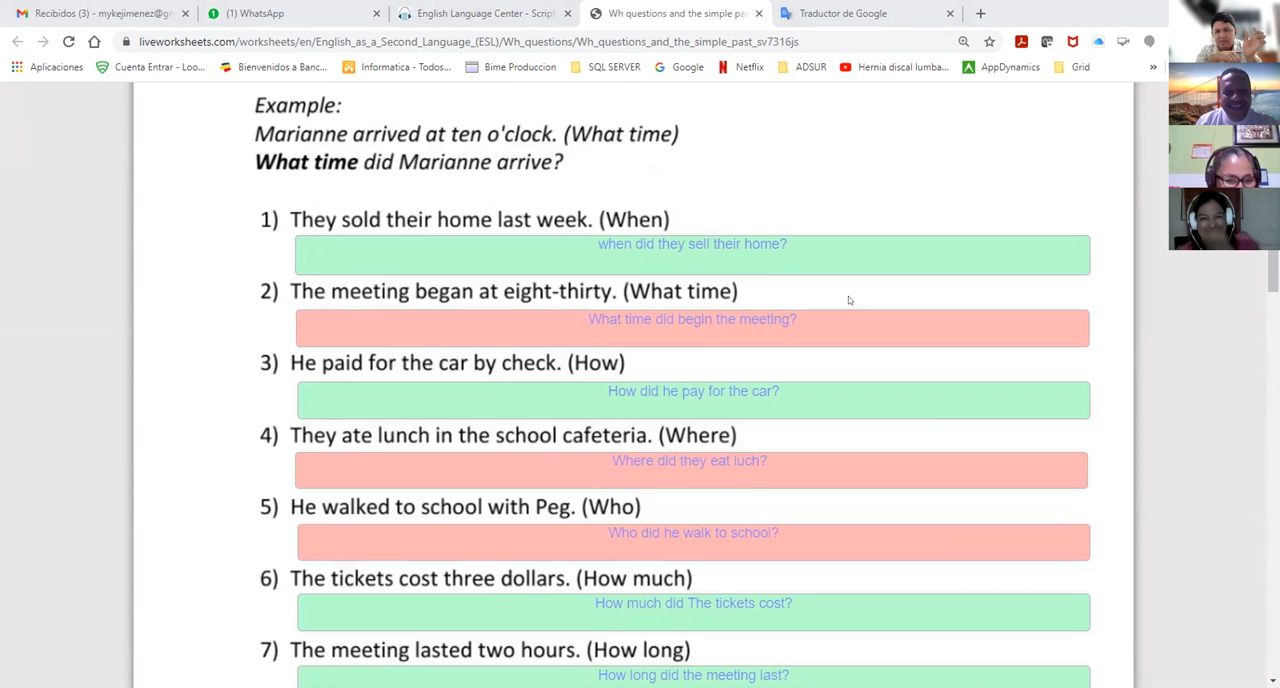 Recibidos (3) - mykejimenez@gm
(1) WhatsApp
English Language Center - Script
Wh questions and the simple pas
Traductor de Google
liveworksheets.com/worksheets/en/English_as_a_Second_Language_(ESL)/Wh_questions/Wh_questions_and_the_simple_past_sv7316js
Aplicaciones
Cuenta Entrar - Loo...
Bienvenidos a Banc...
Informatica - Todos...
Bime Production
SQL SERVER
Google
Netflix
ADSUR
Hernia discal lumba...
AppDynamics
Grid
»
Example:
Marianne arrived at ten o'clock. (What time)
What time did Marianne arrive?
1) They sold their home last week. (When)
when did they sell their home?
2) The meeting began at eight-thirty. (What time)
What time did begin the meeting?
3) He paid for the car by check. (How)
How did he pay for the car?
4) They ate lunch in the school cafeteria. (Where)
Where did they eat luch?
5) He walked to school with Peg. (Who)
Who did he walk to school?
6) The tickets cost three dollars. (How much)
How much did The tickets cost?
7) The meeting lasted two hours. (How long)
How long did the meeting last?